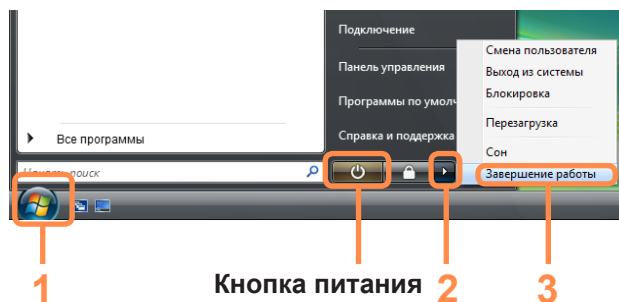 Подключение
Панель управления
Программы по умолч
Справка и поддержка
Все программы
поиск
Смена пользователя
Выход из системы
Блокировка
Перезагрузка
Сон
Завершение работы
1
Кнопка питания
2
3